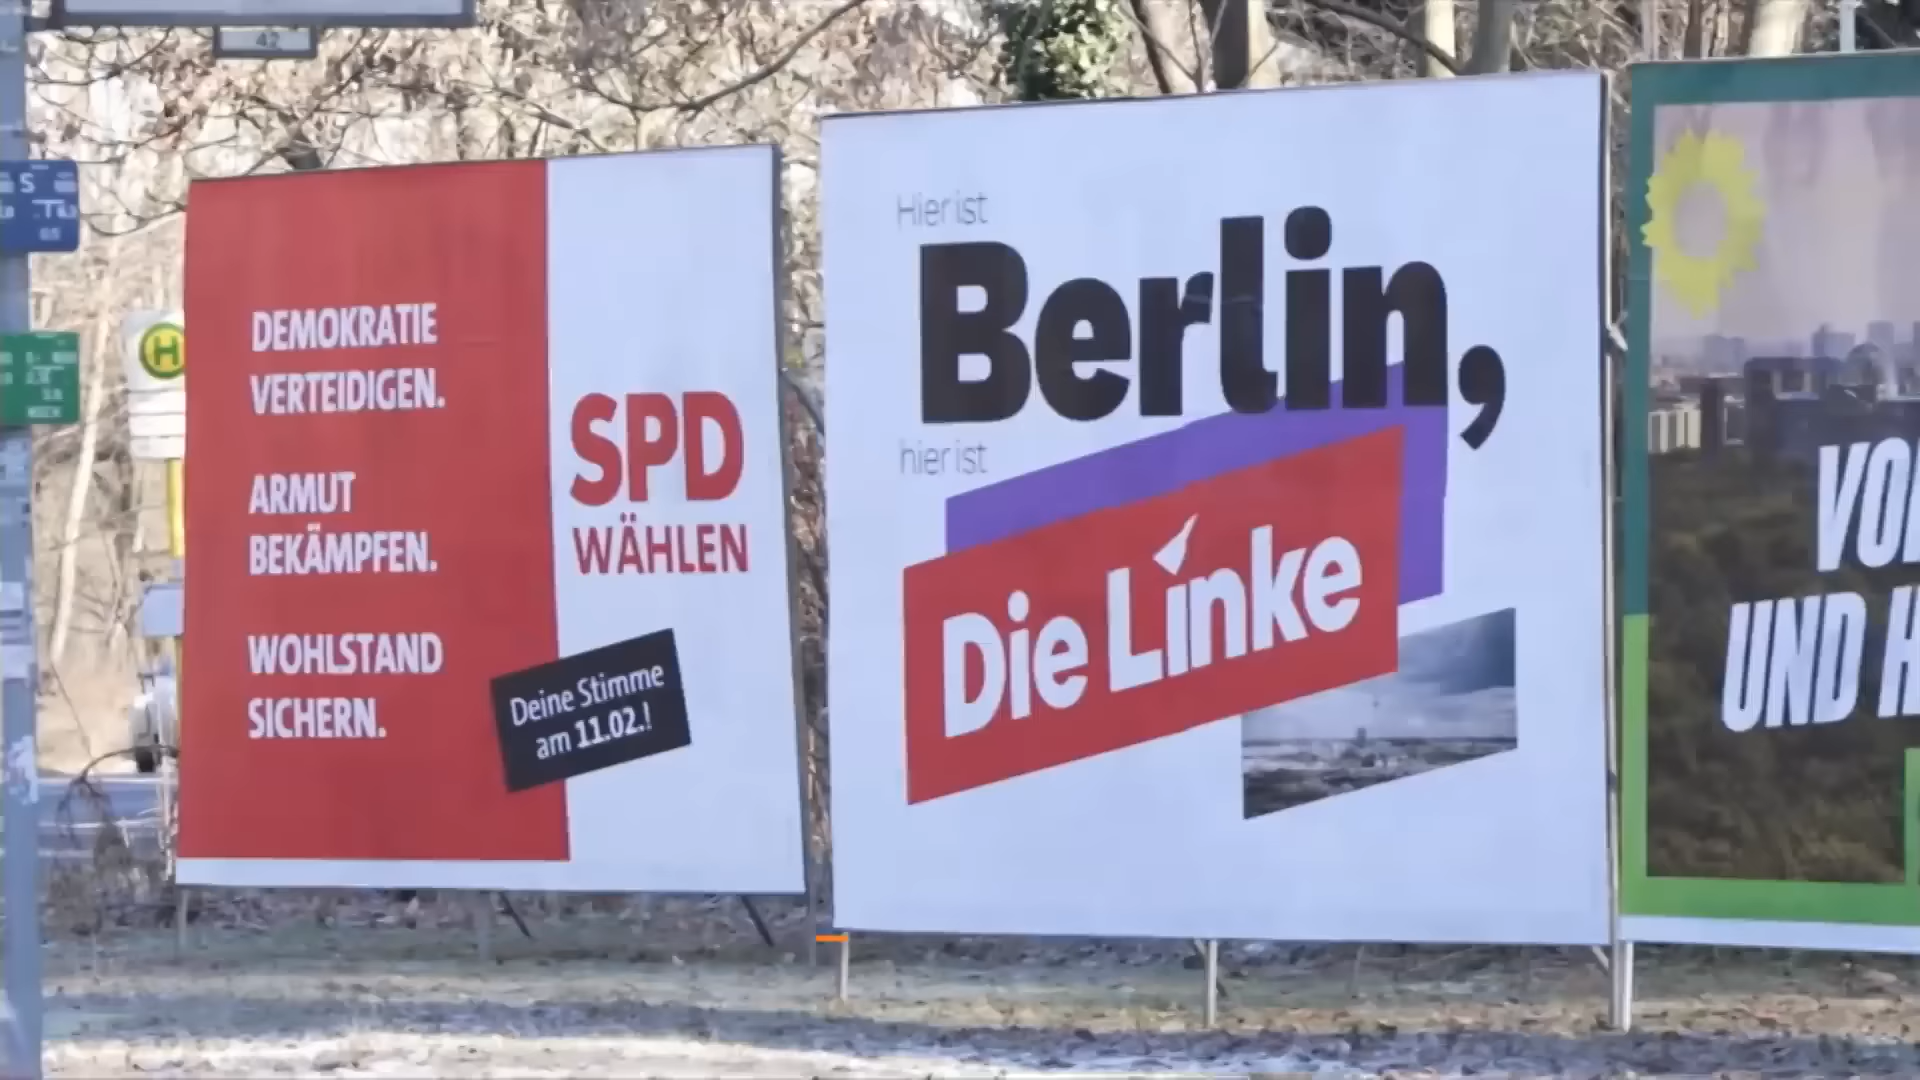 42
H
DEMOKRATIE
VERTEIDIGEN.
ARMUT
BEKÄMPFEN.
WOHLSTAND
SICHERN.
SPD
WÄHLEN
Deine Stimme
am 11.02.!
Hier ist
Berlin,
hier ist
Die Linke
UND